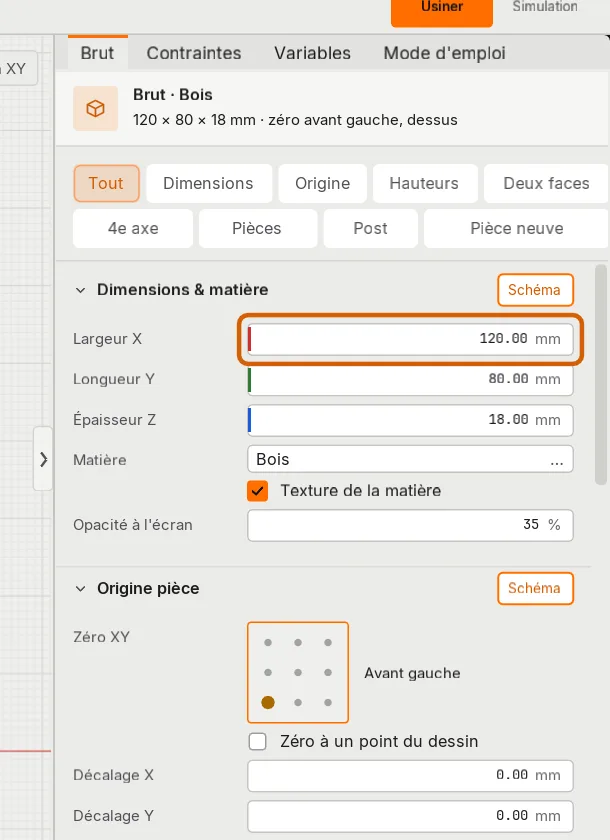 Usiner Simulation
XY
Brut Contraintes Variables Mode d'emploi
Brut · Bois
120 × 80 × 18 mm · zéro avant gauche, dessus
Tout Dimensions Origine Hauteurs Deux faces
4e axe Pièces Post Pièce neuve
Dimensions & matière Schéma
Largeur X 120.00 mm
Longueur Y 80.00 mm
Épaisseur Z 18.00 mm
Matière Bois ...
Texture de la matière
Opacité à l'écran 35 %
Origine pièce Schéma
Zéro XY Avant gauche
Zéro à un point du dessin
Décalage X 0.00 mm
Décalage Y 0.00 mm